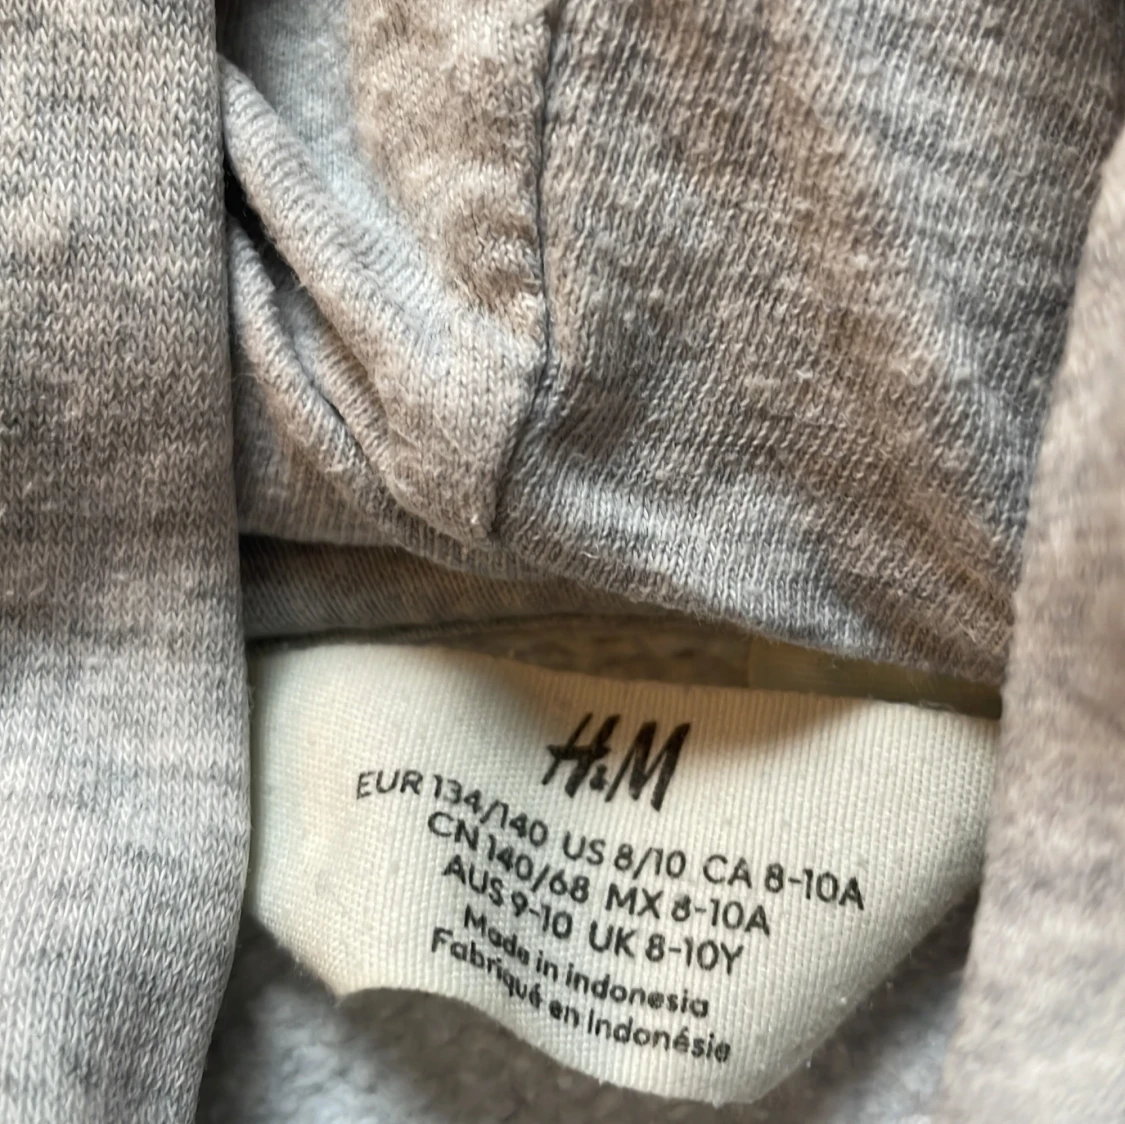 H&M
EUR 134/140 US 8/10 CA 8-10A
CN 140/68 MX 8-10A
AUS 9-10 UK 8-10Y
Made in indonesia
Fabriqué en Indonésie